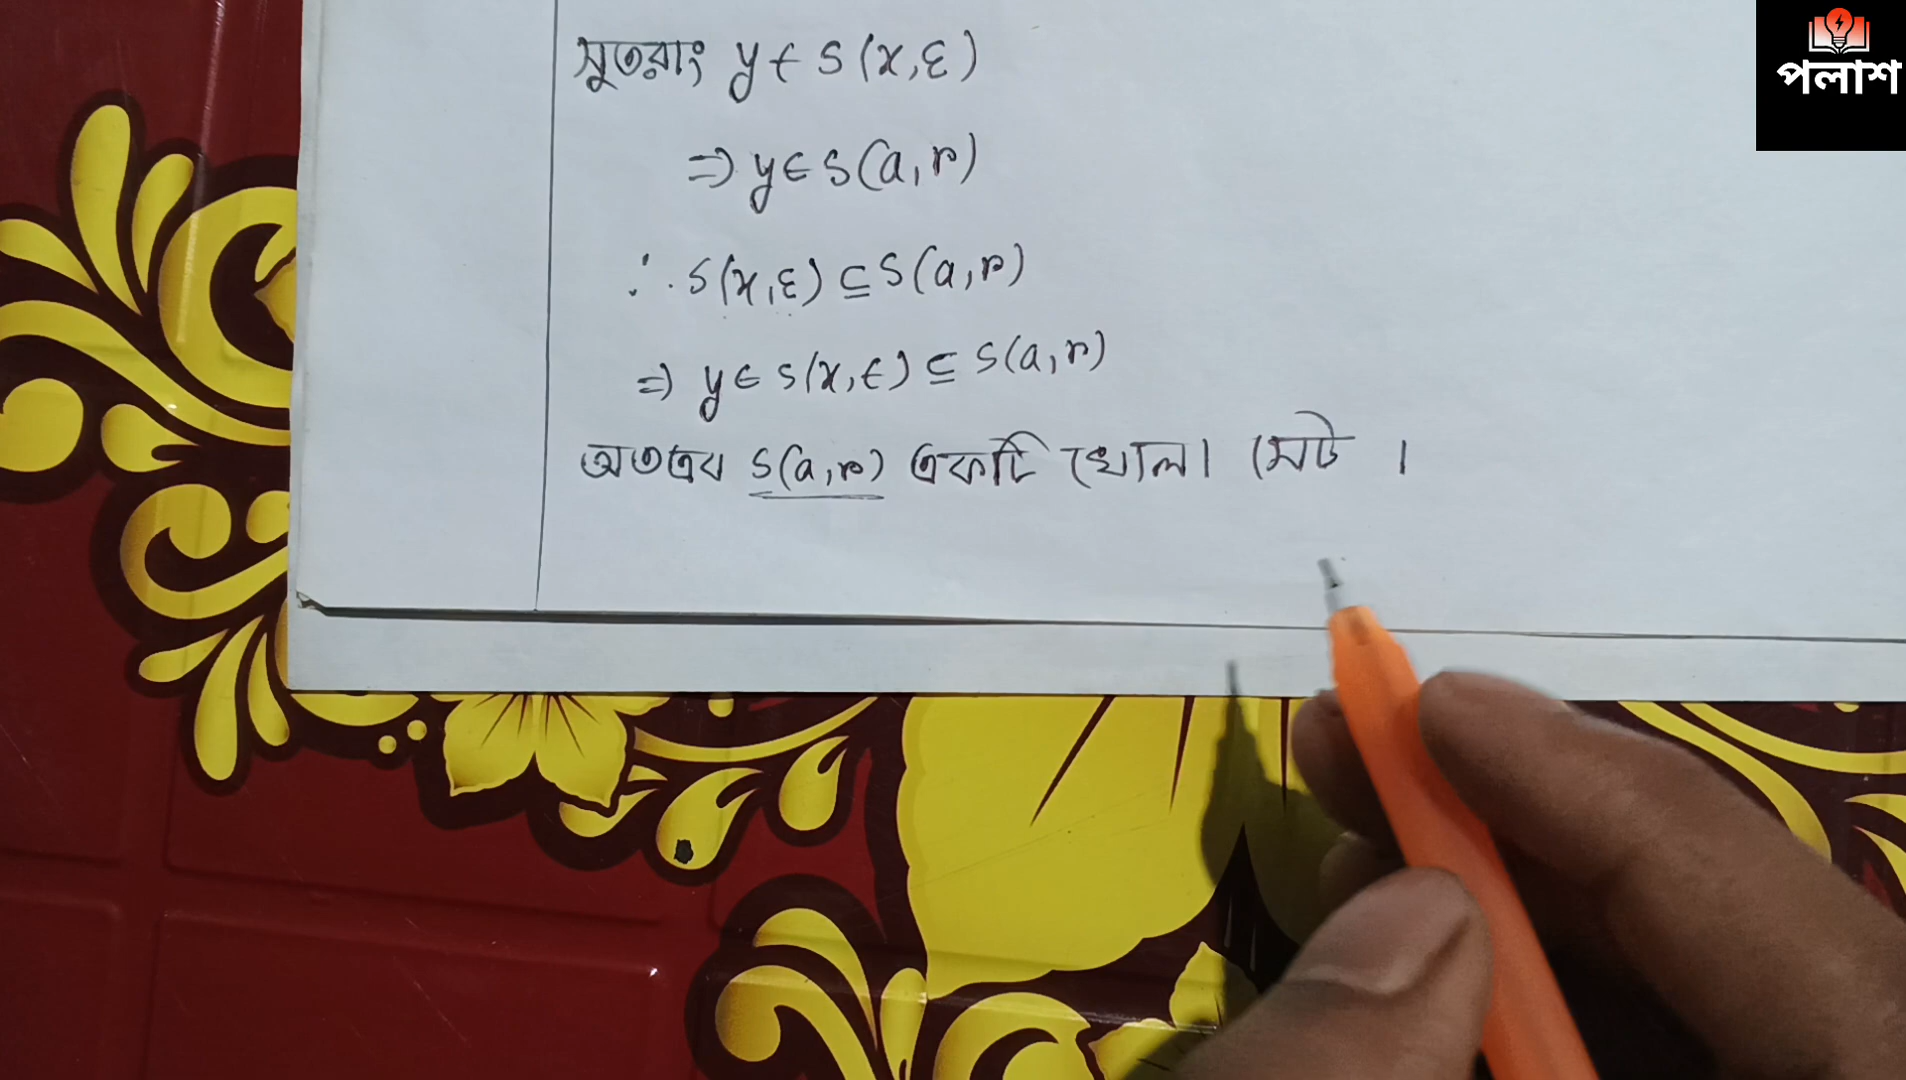 সুতরাং y ∈ S(x,ε)
⇒ y ∈ S(a,r)
∴ S(x,ε) ⊆ S(a,r)
⇒ y ∈ S(x,ε) ⊆ S(a,r)
অতএব S(a,r) একটি খোলা সেট ।
পলাশ